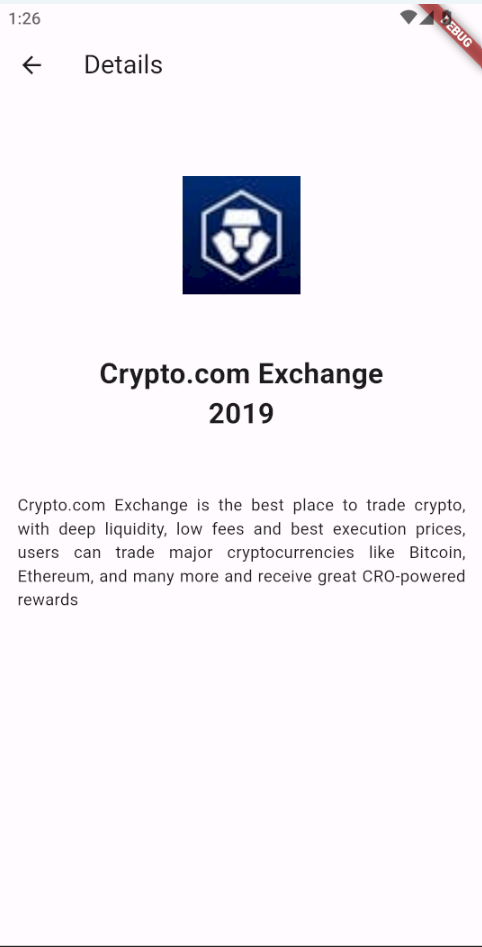 1:26
DEBUG
Details
Crypto.com Exchange
2019
Crypto.com Exchange is the best place to trade crypto,
with deep liquidity, low fees and best execution prices,
users can trade major cryptocurrencies like Bitcoin,
Ethereum, and many more and receive great CRO-powered
rewards